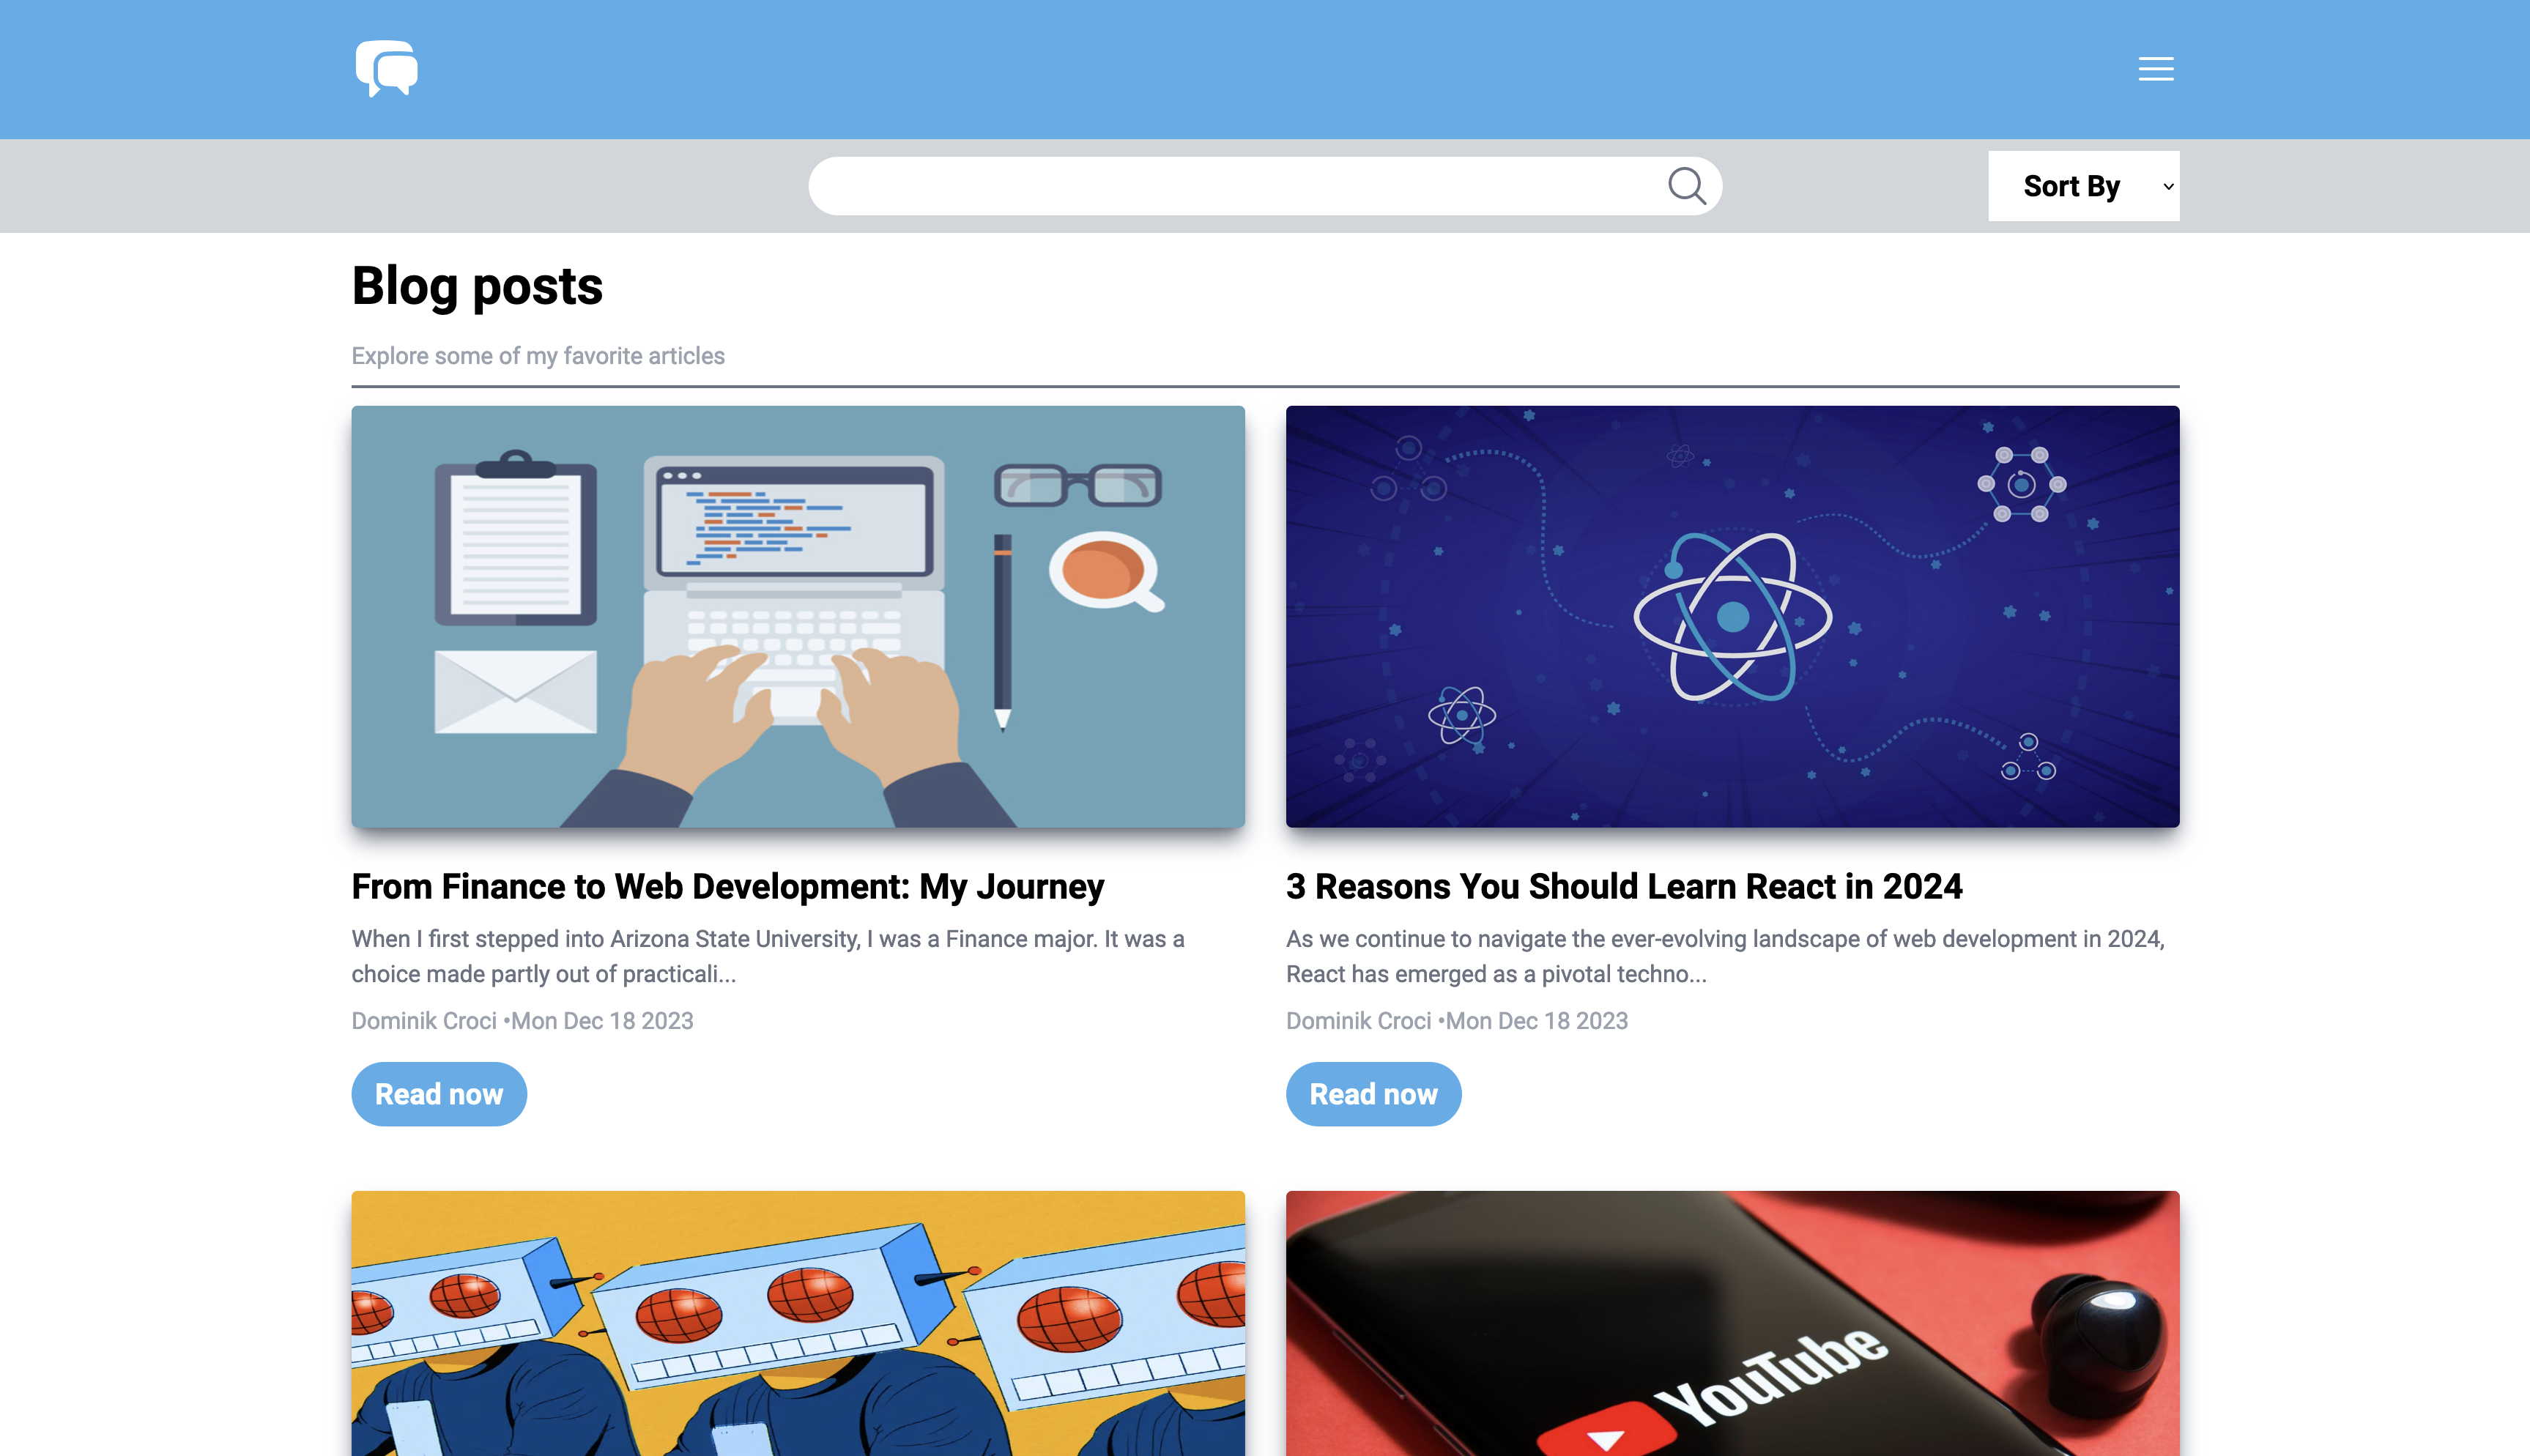 Sort By
Blog posts
Explore some of my favorite articles
From Finance to Web Development: My Journey
When I first stepped into Arizona State University, I was a Finance major. It was a
choice made partly out of practicali...
Dominik Croci •Mon Dec 18 2023
Read now
3 Reasons You Should Learn React in 2024
As we continue to navigate the ever-evolving landscape of web development in 2024,
React has emerged as a pivotal techno...
Dominik Croci •Mon Dec 18 2023
Read now
YouTube